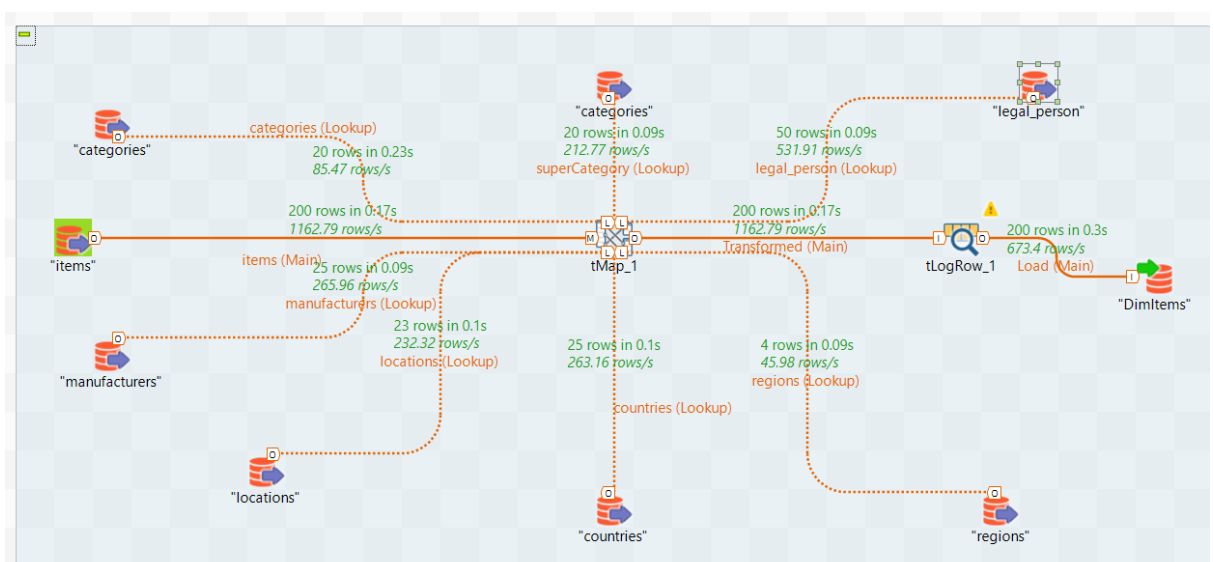 "categories"
categories (Lookup)
20 rows in 0.23s
85.47 rows/s
"categories"
20 rows in 0.09s
212.77 rows/s
superCategory (Lookup)
"legal_person"
50 rows in 0.09s
531.91 rows/s
legal_person (Lookup)
O
O
O
L L
200 rows in 0.17s
1162.79 rows/s
items (Main)
"items"
O
M
O
L L
tMap_1
200 rows in 0.17s
1162.79 rows/s
Transformed (Main)
I
O
tLogRow_1
200 rows in 0.3s
673.4 rows/s
Load (Main)
I
"DimItems"
25 rows in 0.09s
265.96 rows/s
manufacturers (Lookup)
O
"manufacturers"
23 rows in 0.1s
232.32 rows/s
locations (Lookup)
O
"locations"
25 rows in 0.1s
263.16 rows/s
countries (Lookup)
O
"countries"
4 rows in 0.09s
45.98 rows/s
regions (Lookup)
O
"regions"